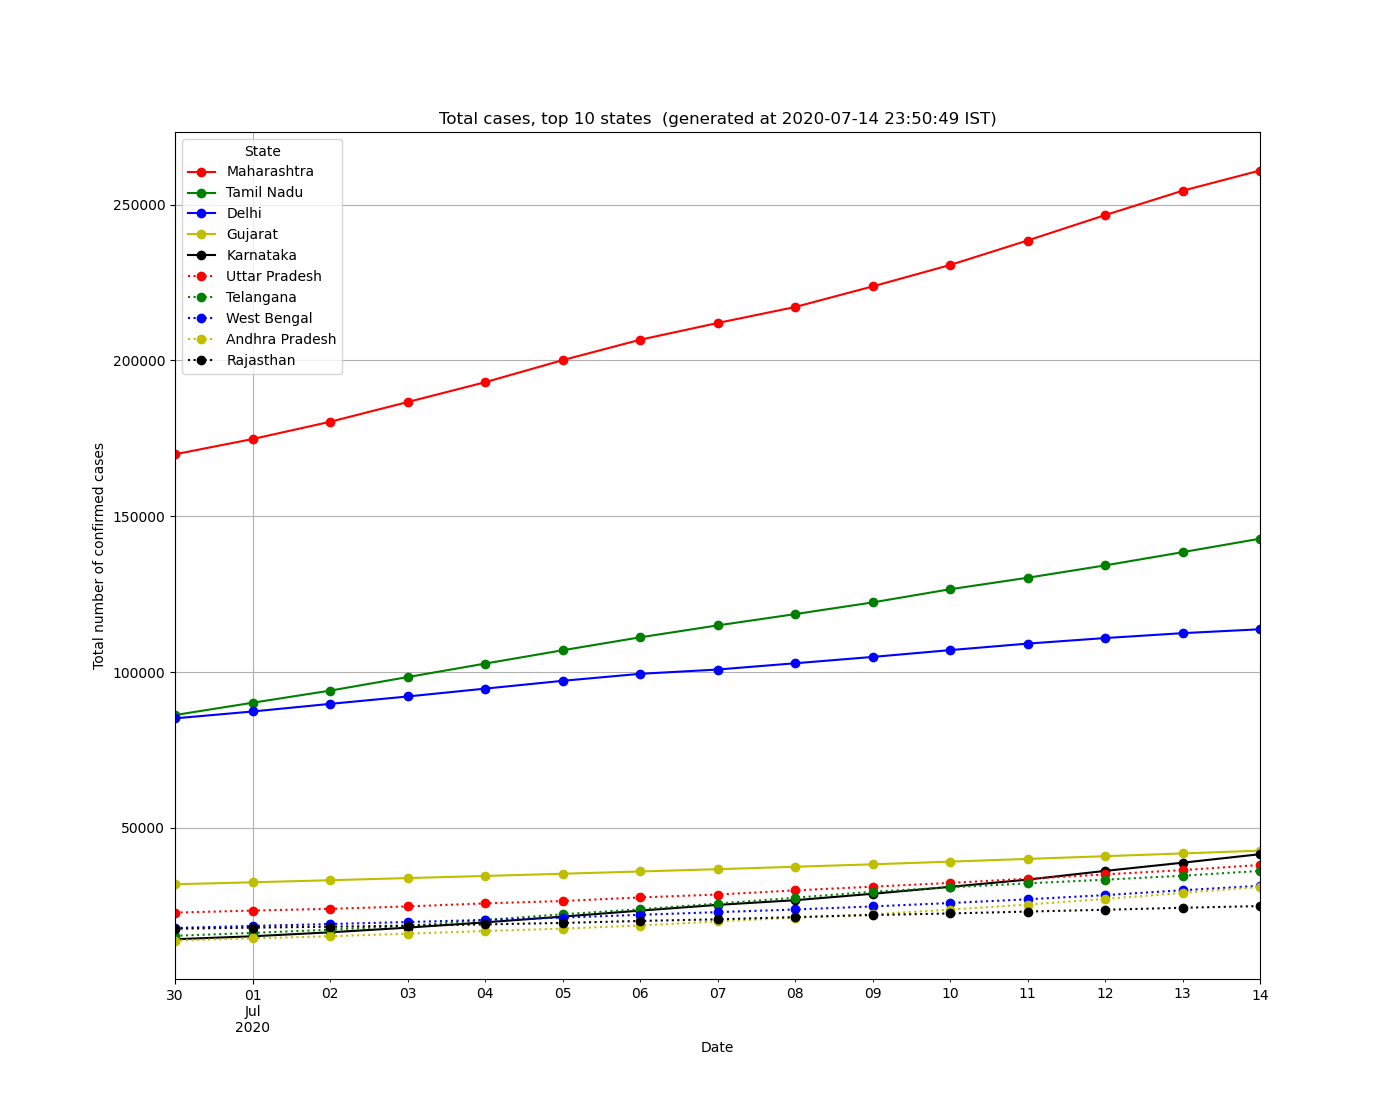 Total cases, top 10 states  (generated at 2020-07-14 23:50:49 IST)
State
Maharashtra
Tamil Nadu
Delhi
Gujarat
Karnataka
Uttar Pradesh
Telangana
West Bengal
Andhra Pradesh
Rajasthan
250000
200000
150000
100000
50000
Total number of confirmed cases
30 01 02 03 04 05 06 07 08 09 10 11 12 13 14
Jul
2020
Date